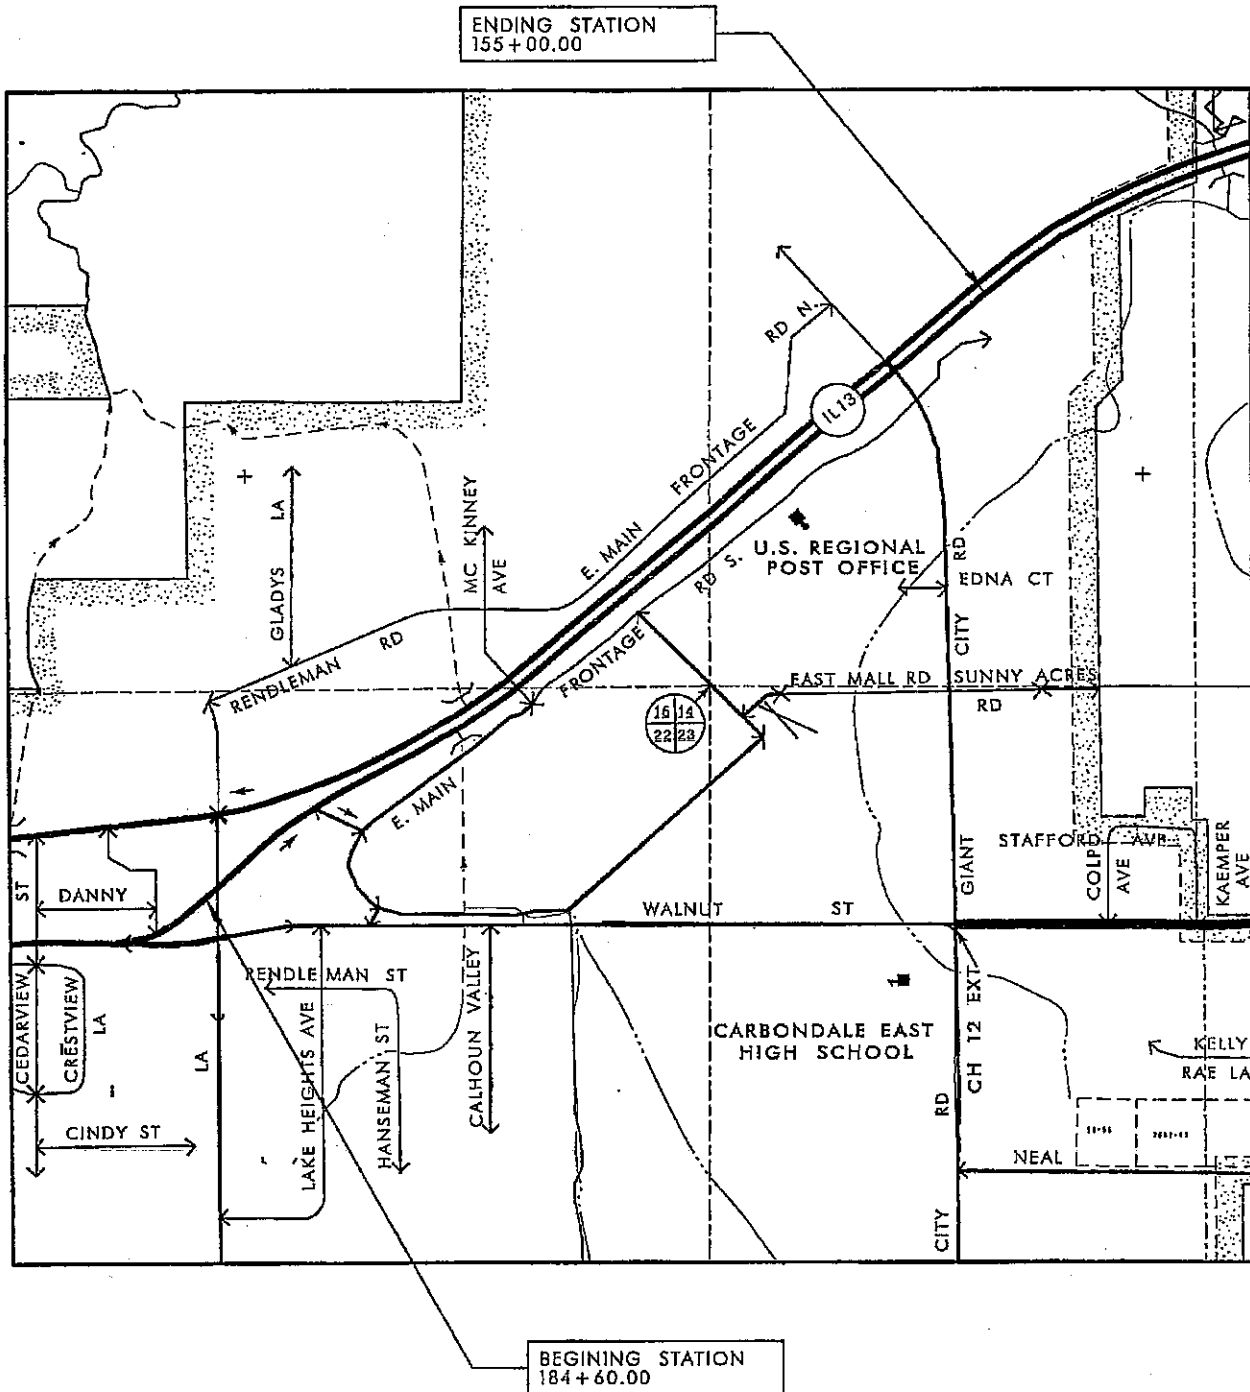 ENDING STATION
155+00.00
RD N.
IL13
FRONTAGE
E. MAIN
GLADYS LA
MC KINNEY
AVE
U.S. REGIONAL
POST OFFICE
RD S.
FRONTAGE
RD
EDNA CT
CITY
RENDLEMAN RD
EAST MALL RD
SUNNY ACRES
RD
16 14
22 23
E. MAIN
GIANT
STAFFORD AVE
COLP
AVE
KAEMPER
AVE
ST
DANNY
WALNUT ST
RENDLEMAN ST
CEDARVIEW
CRESTVIEW
LA
LA
LAKE HEIGHTS AVE
HANSEMAN ST
CALHOUN VALLEY
CARBONDALE EAST
HIGH SCHOOL
CH 12 EXT
KELLY
RAE LA
RD
CINDY ST
NEAL
CITY
BEGINING STATION
184+60.00